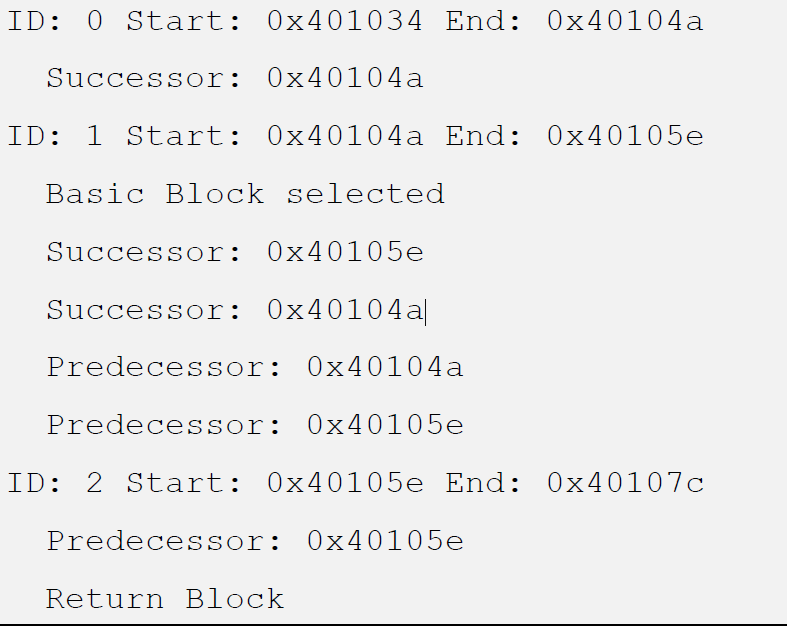 ID: 0 Start: 0x401034 End: 0x40104a
Successor: 0x40104a
ID: 1 Start: 0x40104a End: 0x40105e
Basic Block selected
Successor: 0x40105e
Successor: 0x40104a
Predecessor: 0x40104a
Predecessor: 0x40105e
ID: 2 Start: 0x40105e End: 0x40107c
Predecessor: 0x40105e
Return Block